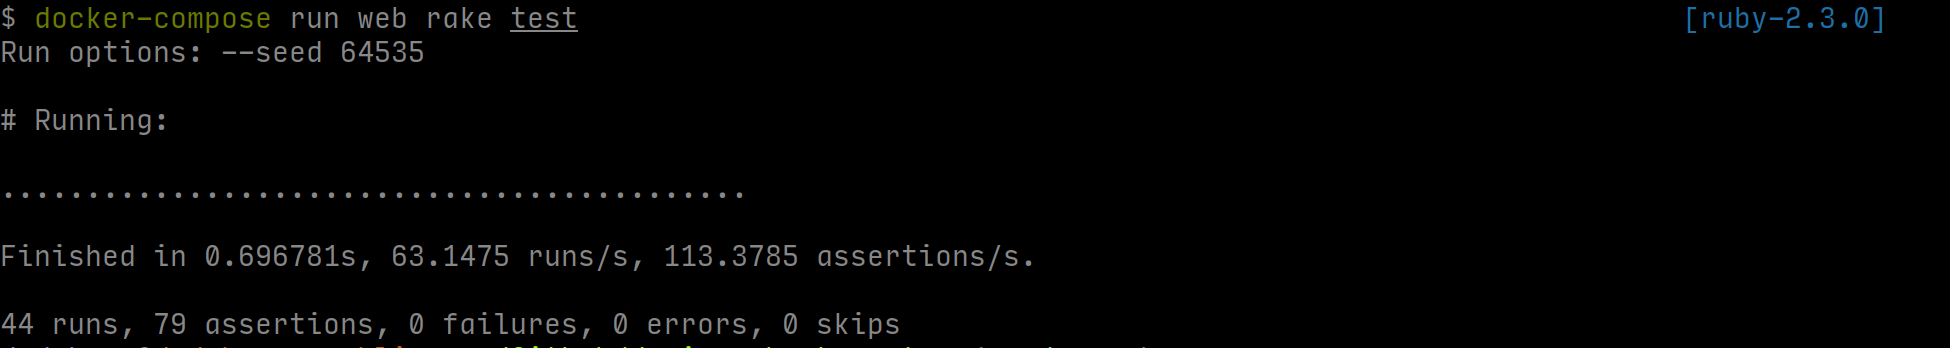 $ docker-compose run web rake test [ruby-2.3.0]
Run options: --seed 64535
# Running:
............................................
Finished in 0.696781s, 63.1475 runs/s, 113.3785 assertions/s.
44 runs, 79 assertions, 0 failures, 0 errors, 0 skips